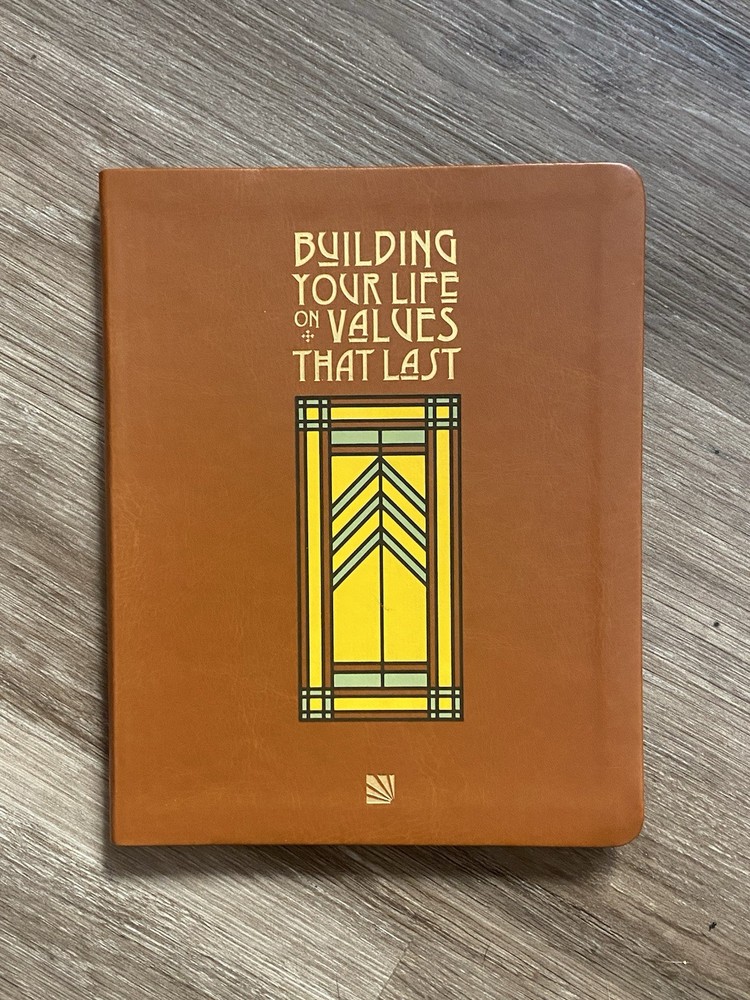 BUILDING
YOUR LIFE
ON VALUES
THAT LAST